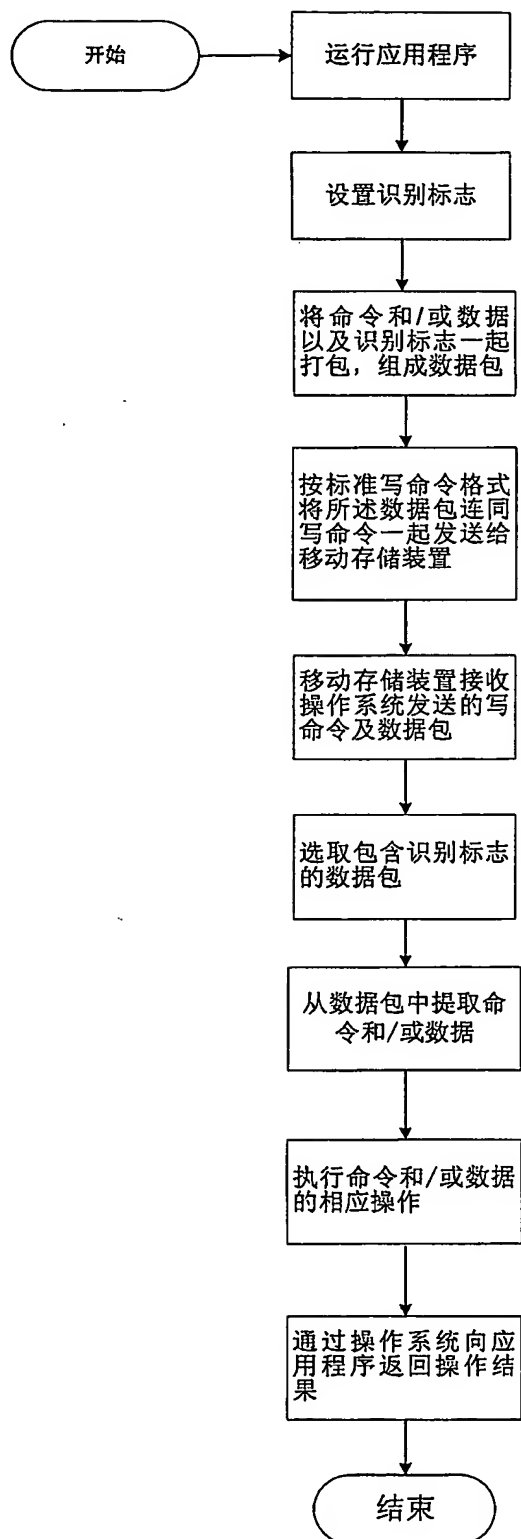 开始
运行应用程序
设置识别标志
将命令和/或数据
以及识别标志一起
打包，组成数据包
按标准写命令格式
将所述数据包连同
写命令一起发送给
移动存储装置
移动存储装置接收
操作系统发送的写
命令及数据包
选取包含识别标志
的数据包
从数据包中提取命
令和/或数据
执行命令和/或数据
的相应操作
通过操作系统向应
用程序返回操作结
果
结束